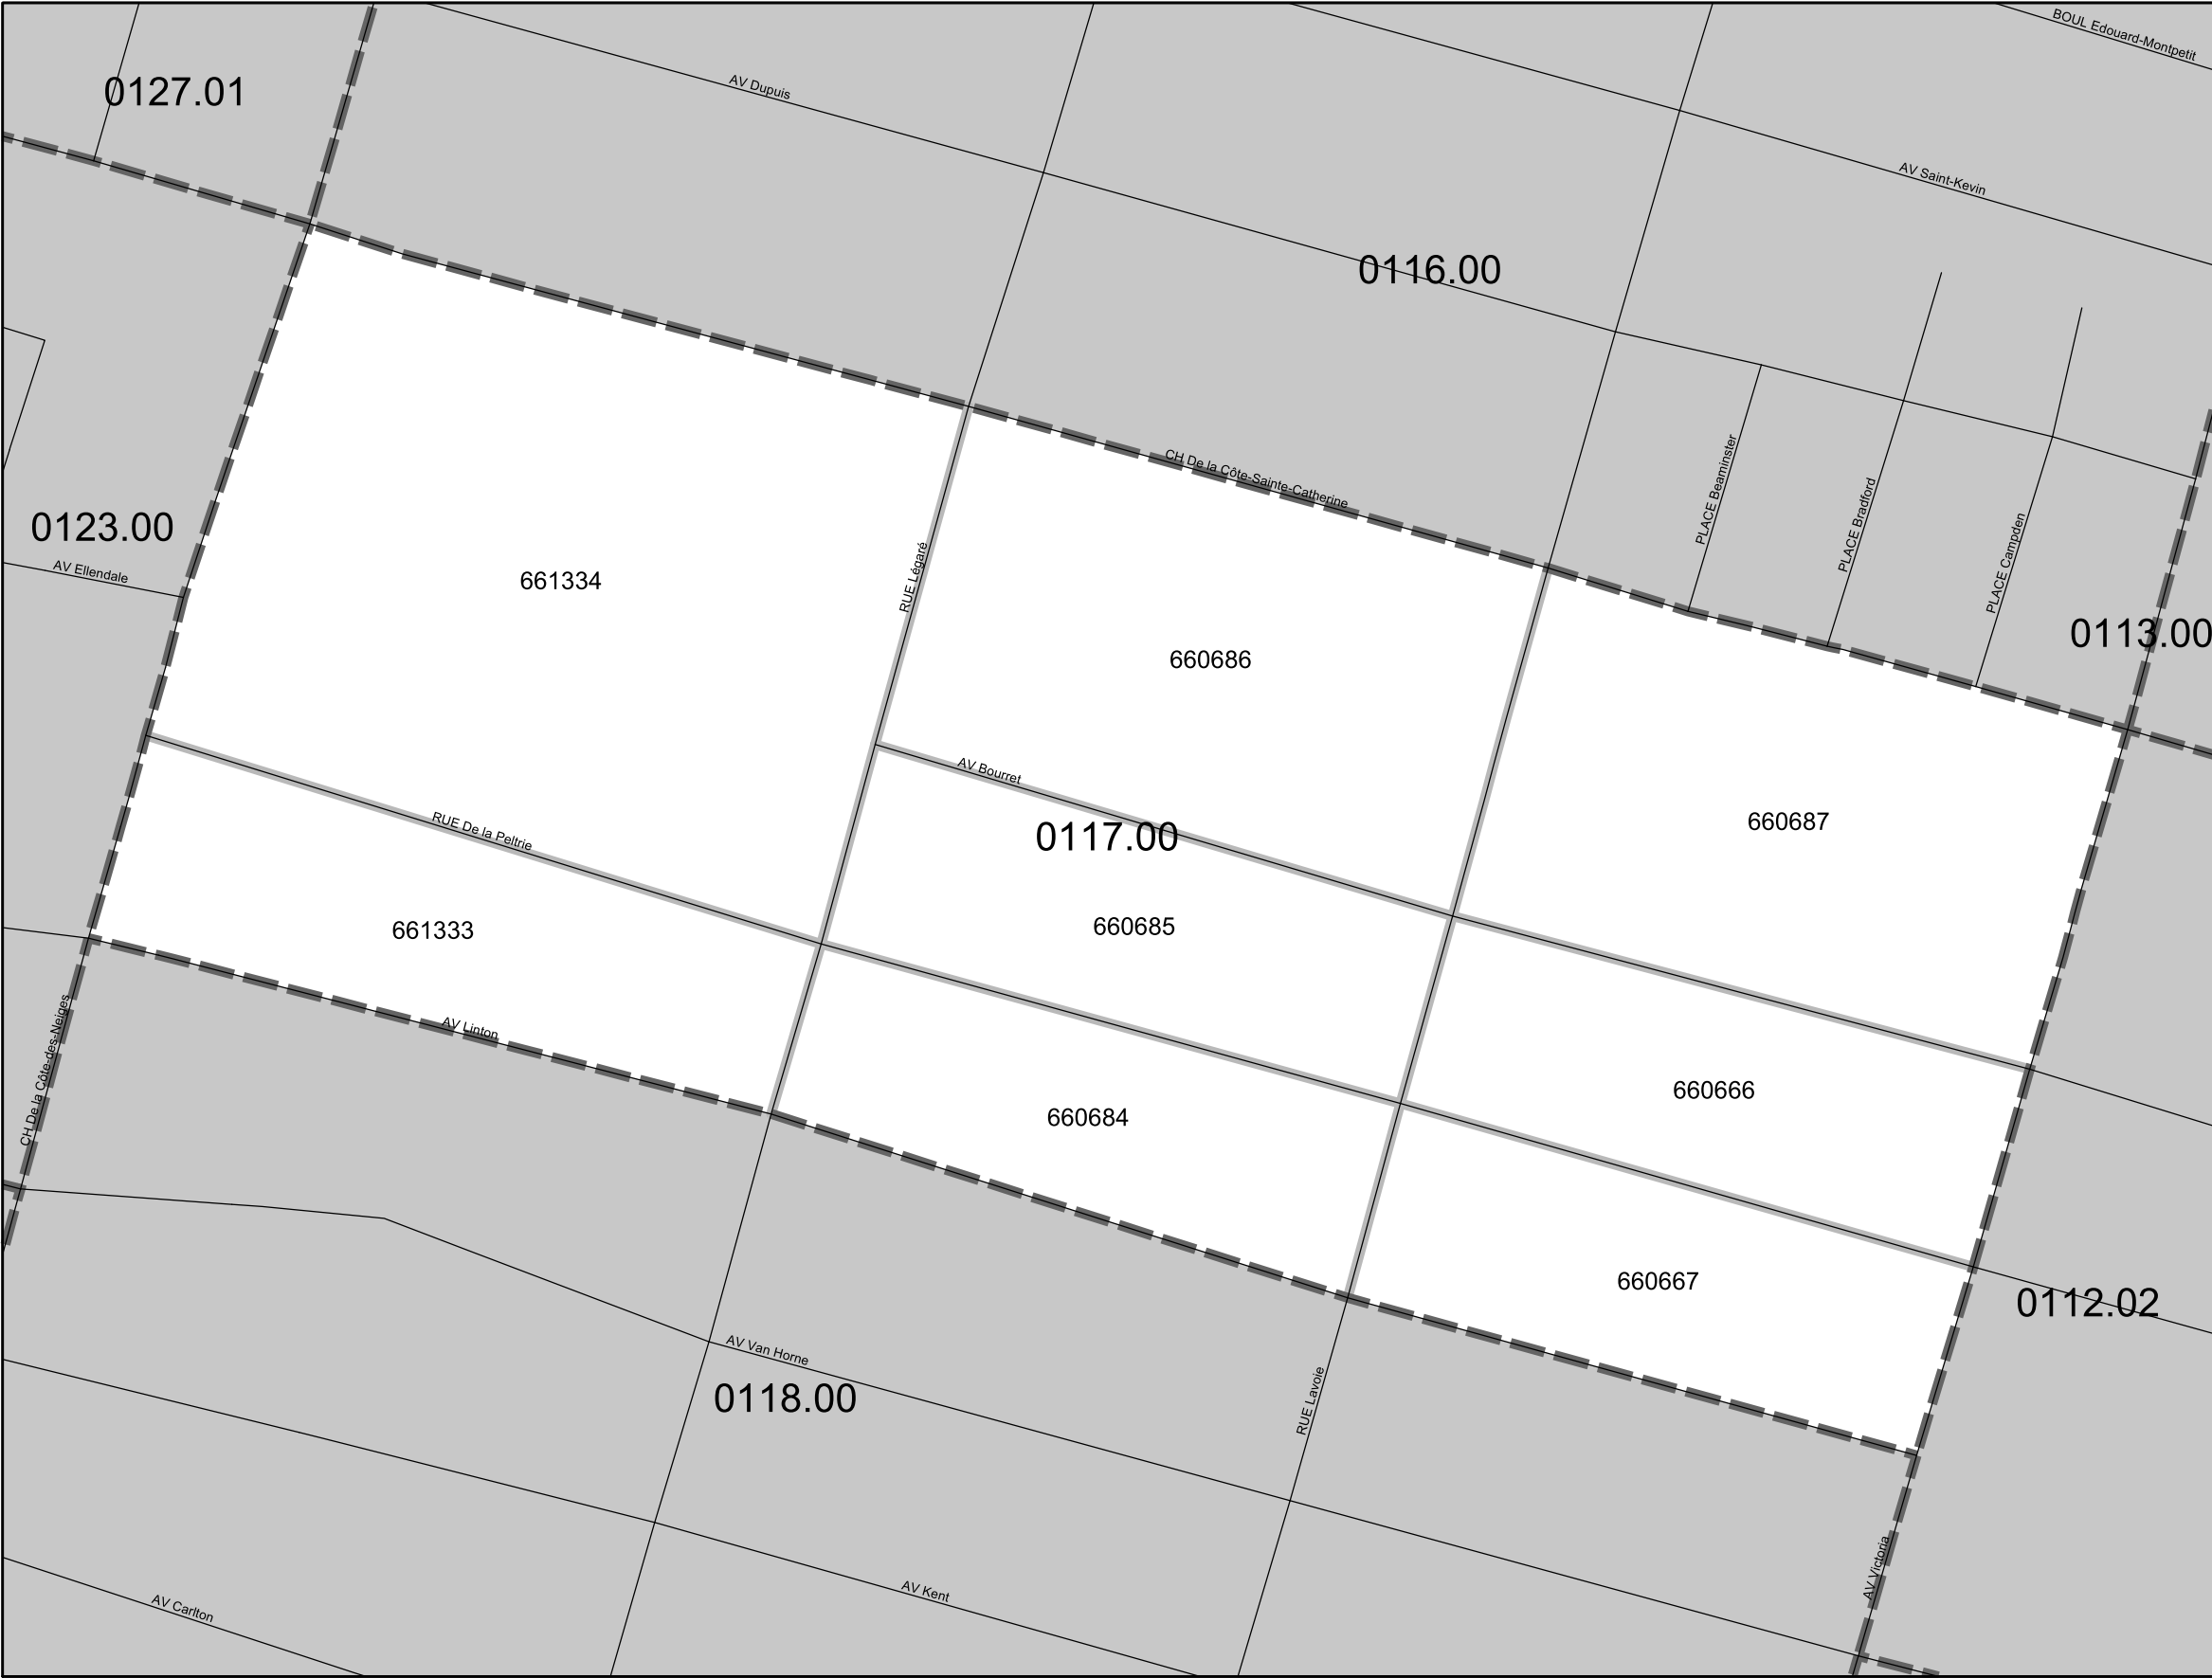 BOUL Edouard-Montpetit
0127.01
AV Dupuis
AV Saint-Kevin
0116.00
CH De la Côte-Sainte-Catherine
PLACE Beaminster
PLACE Bradford
PLACE Campden
0123.00
AV Ellendale
661334
RUE Légaré
660686
0113.00
AV Bourret
RUE De la Peltrie
0117.00
660687
661333
660685
CH De la Côte-des-Neiges
AV Linton
660684
660666
660667
0112.02
AV Van Horne
0118.00
RUE Lavoie
AV Victoria
AV Kent
AV Carlton